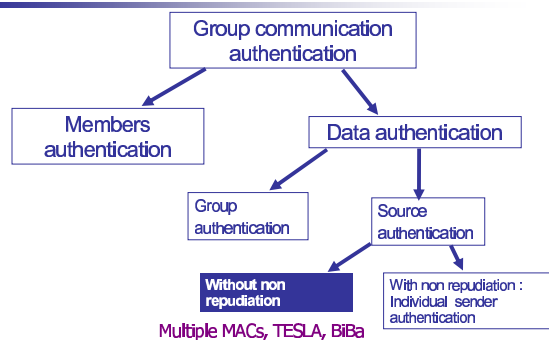 Group communication
authentication
Members
authentication
Data authentication
Group
authentication
Source
authentication
Without non
repudiation
With non repudiation :
Individual sender
authentication
Multiple MACs, TESLA, BiBa